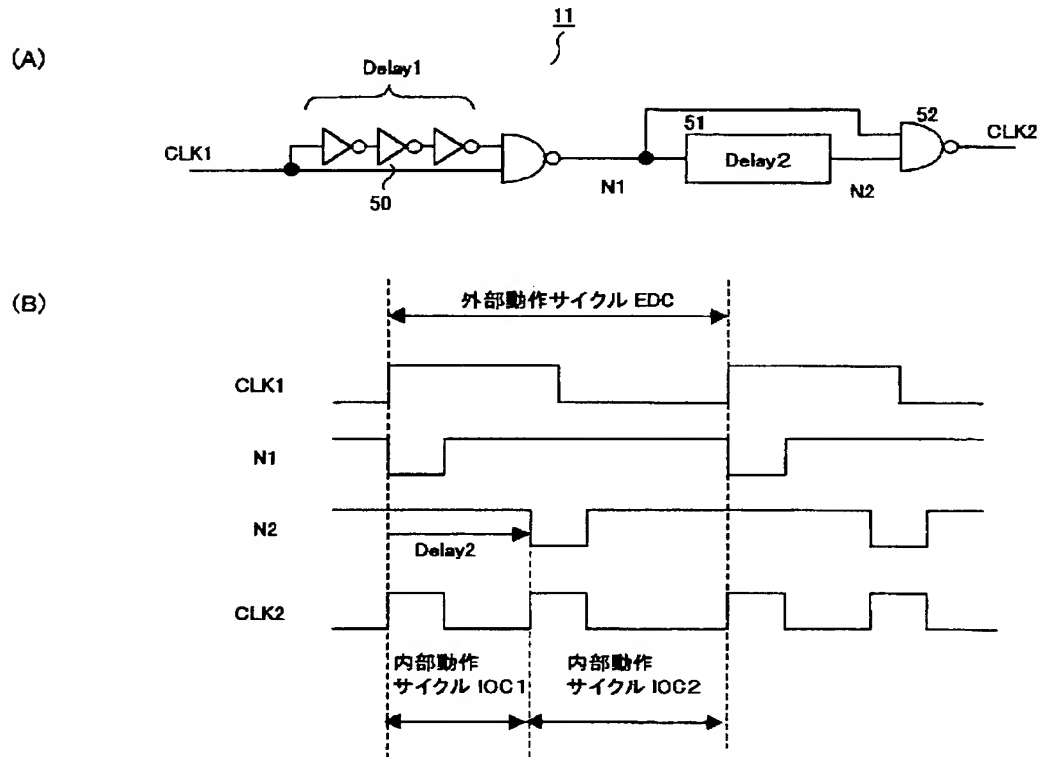 11
(A)
Delay1
CLK1
50
N1
51
Delay2
N2
52
CLK2
(B)
外部動作サイクル EDC
CLK1
N1
N2
Delay2
CLK2
内部動作
サイクル IOC1
内部動作
サイクル IOC2